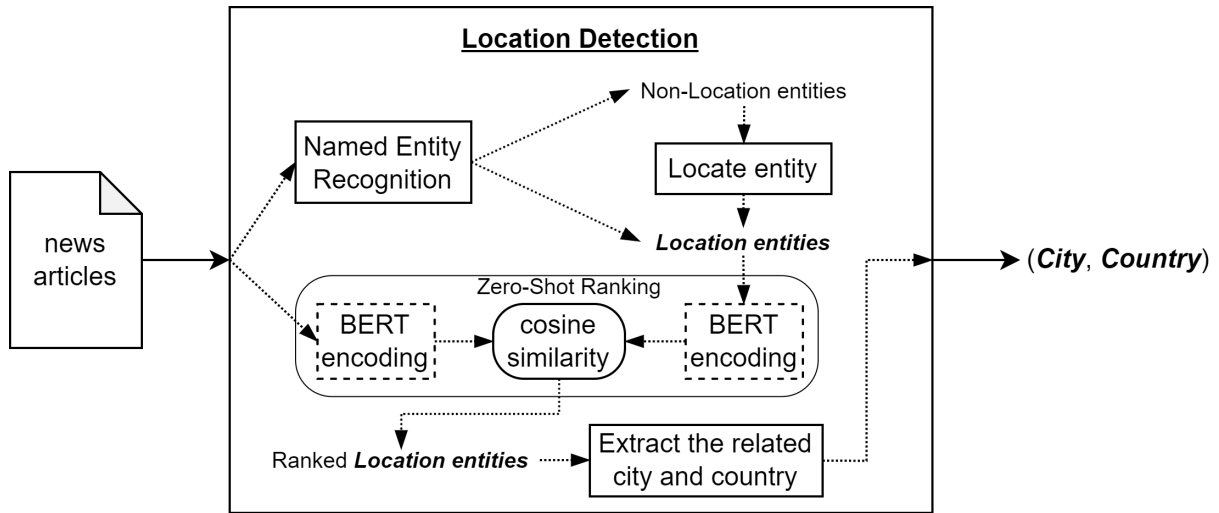 Location Detection
Non-Location entities
Named Entity
Recognition
Locate entity
news
articles
Location entities
(City, Country)
Zero-Shot Ranking
BERT
encoding
cosine
similarity
BERT
encoding
Ranked Location entities
Extract the related
city and country